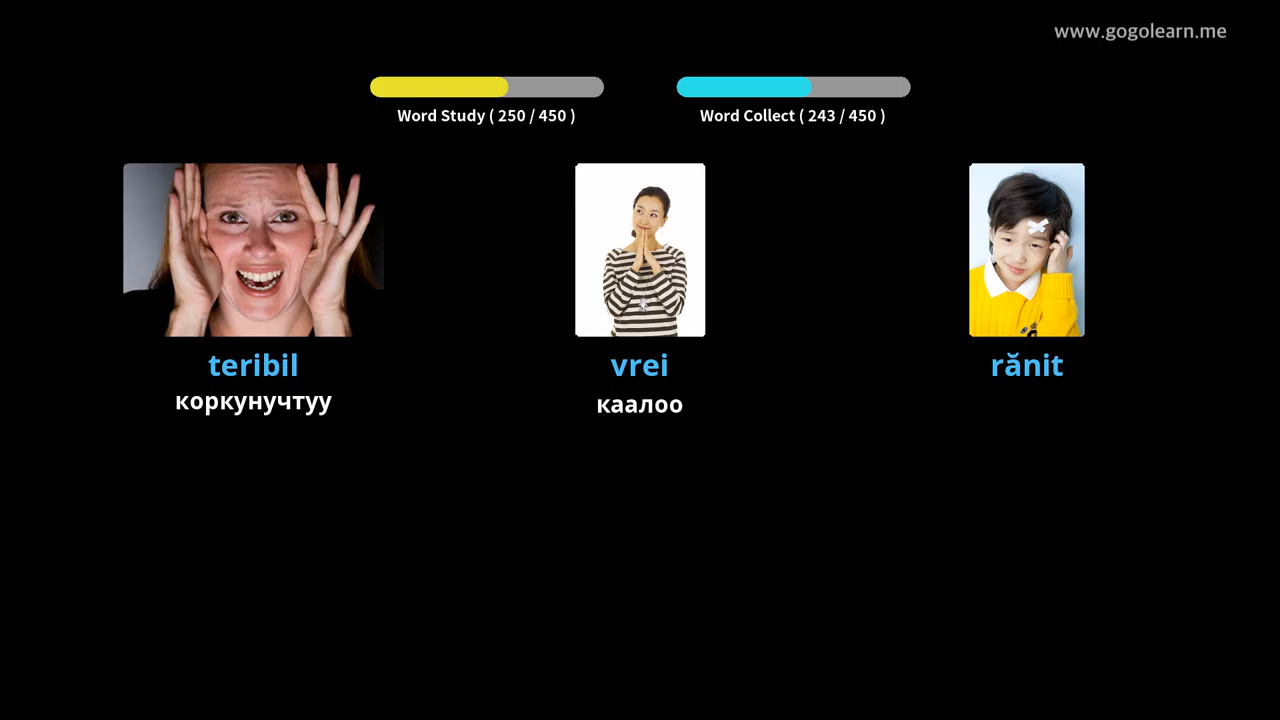 www.gogolearn.me
Word Study ( 250 / 450 )
Word Collect ( 243 / 450 )
teribil
коркунучтуу
vrei
каалоо
rănit